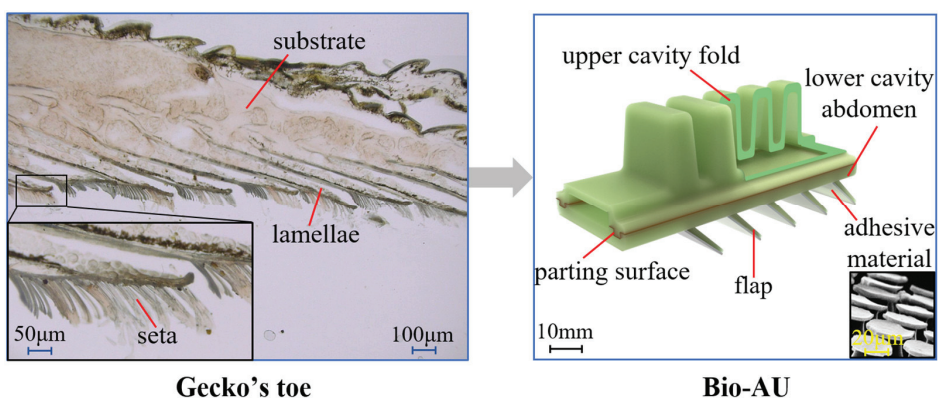 substrate
lamellae
seta
50μm
100μm
Gecko's toe
upper cavity fold
lower cavity
abdomen
adhesive
material
parting surface
flap
10mm
20μm
Bio-AU